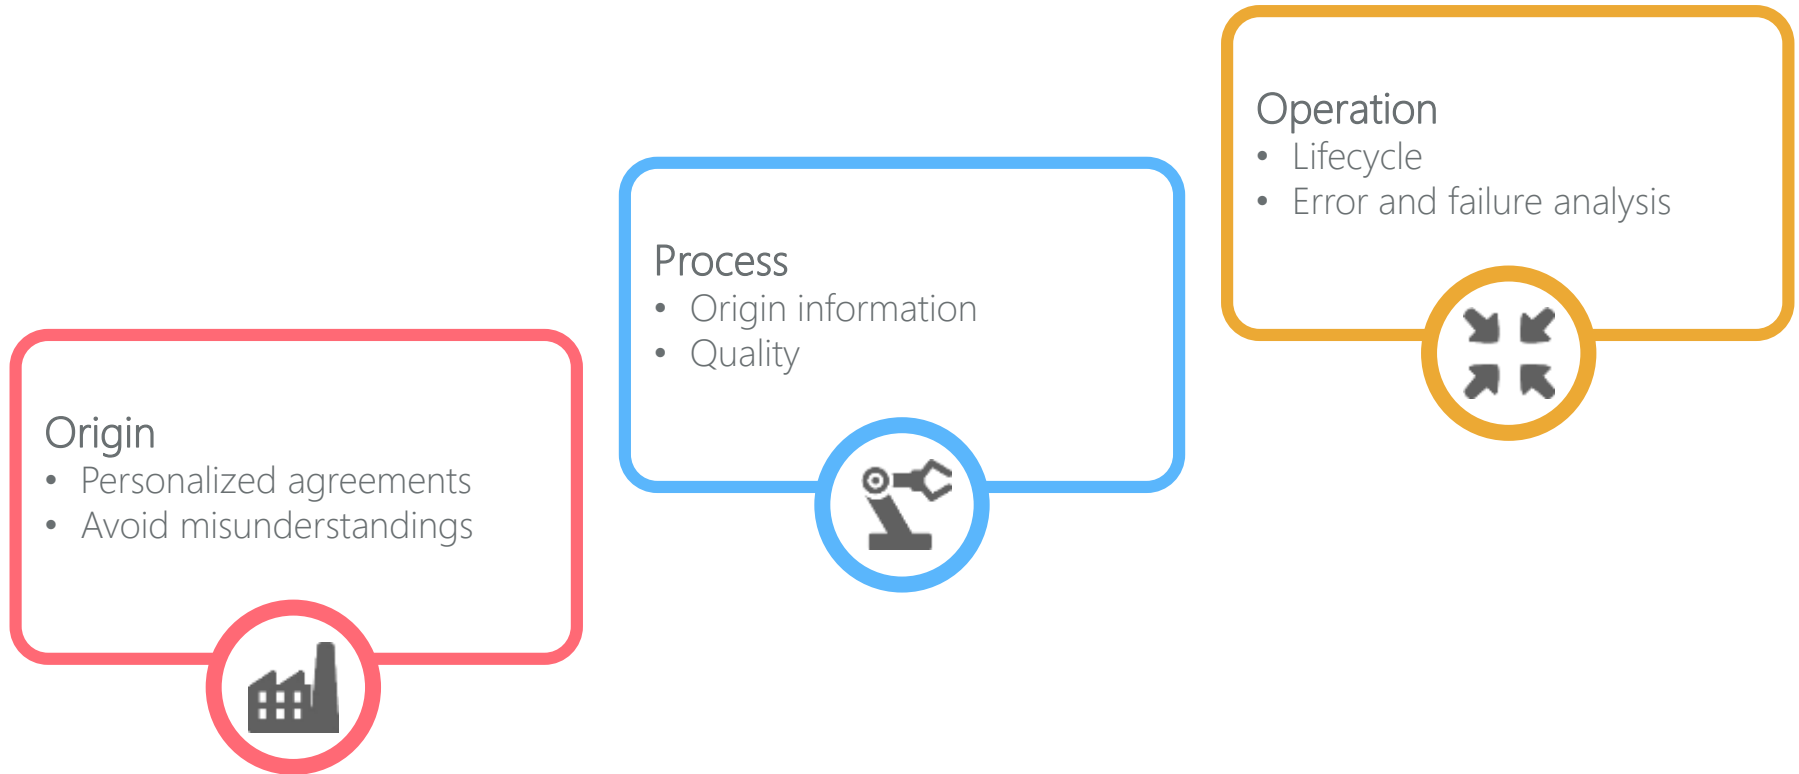 Origin
• Personalized agreements
• Avoid misunderstandings
Process
• Origin information
• Quality
Operation
• Lifecycle
• Error and failure analysis